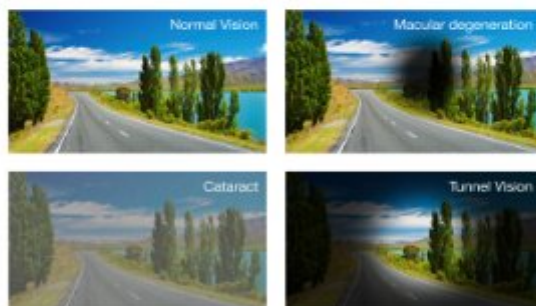 Normal Vision
Macular degeneration
Cataract
Tunnel Vision